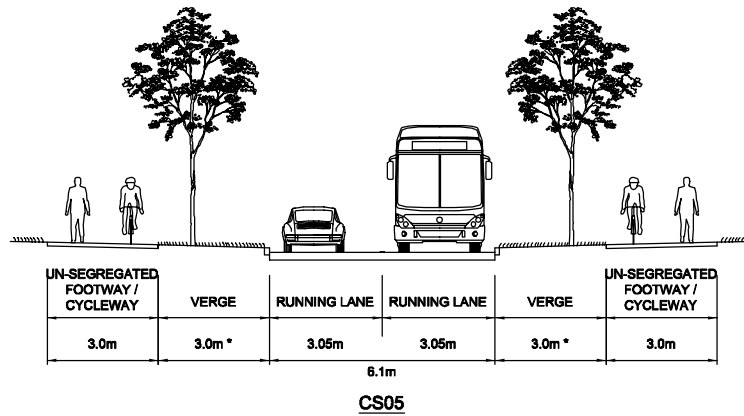 UN-SEGREGATED
FOOTWAY /
CYCLEWAY
VERGE
RUNNING LANE
RUNNING LANE
VERGE
UN-SEGREGATED
FOOTWAY /
CYCLEWAY
3.0m
3.0m *
3.05m
3.05m
3.0m *
3.0m
6.1m
CS05